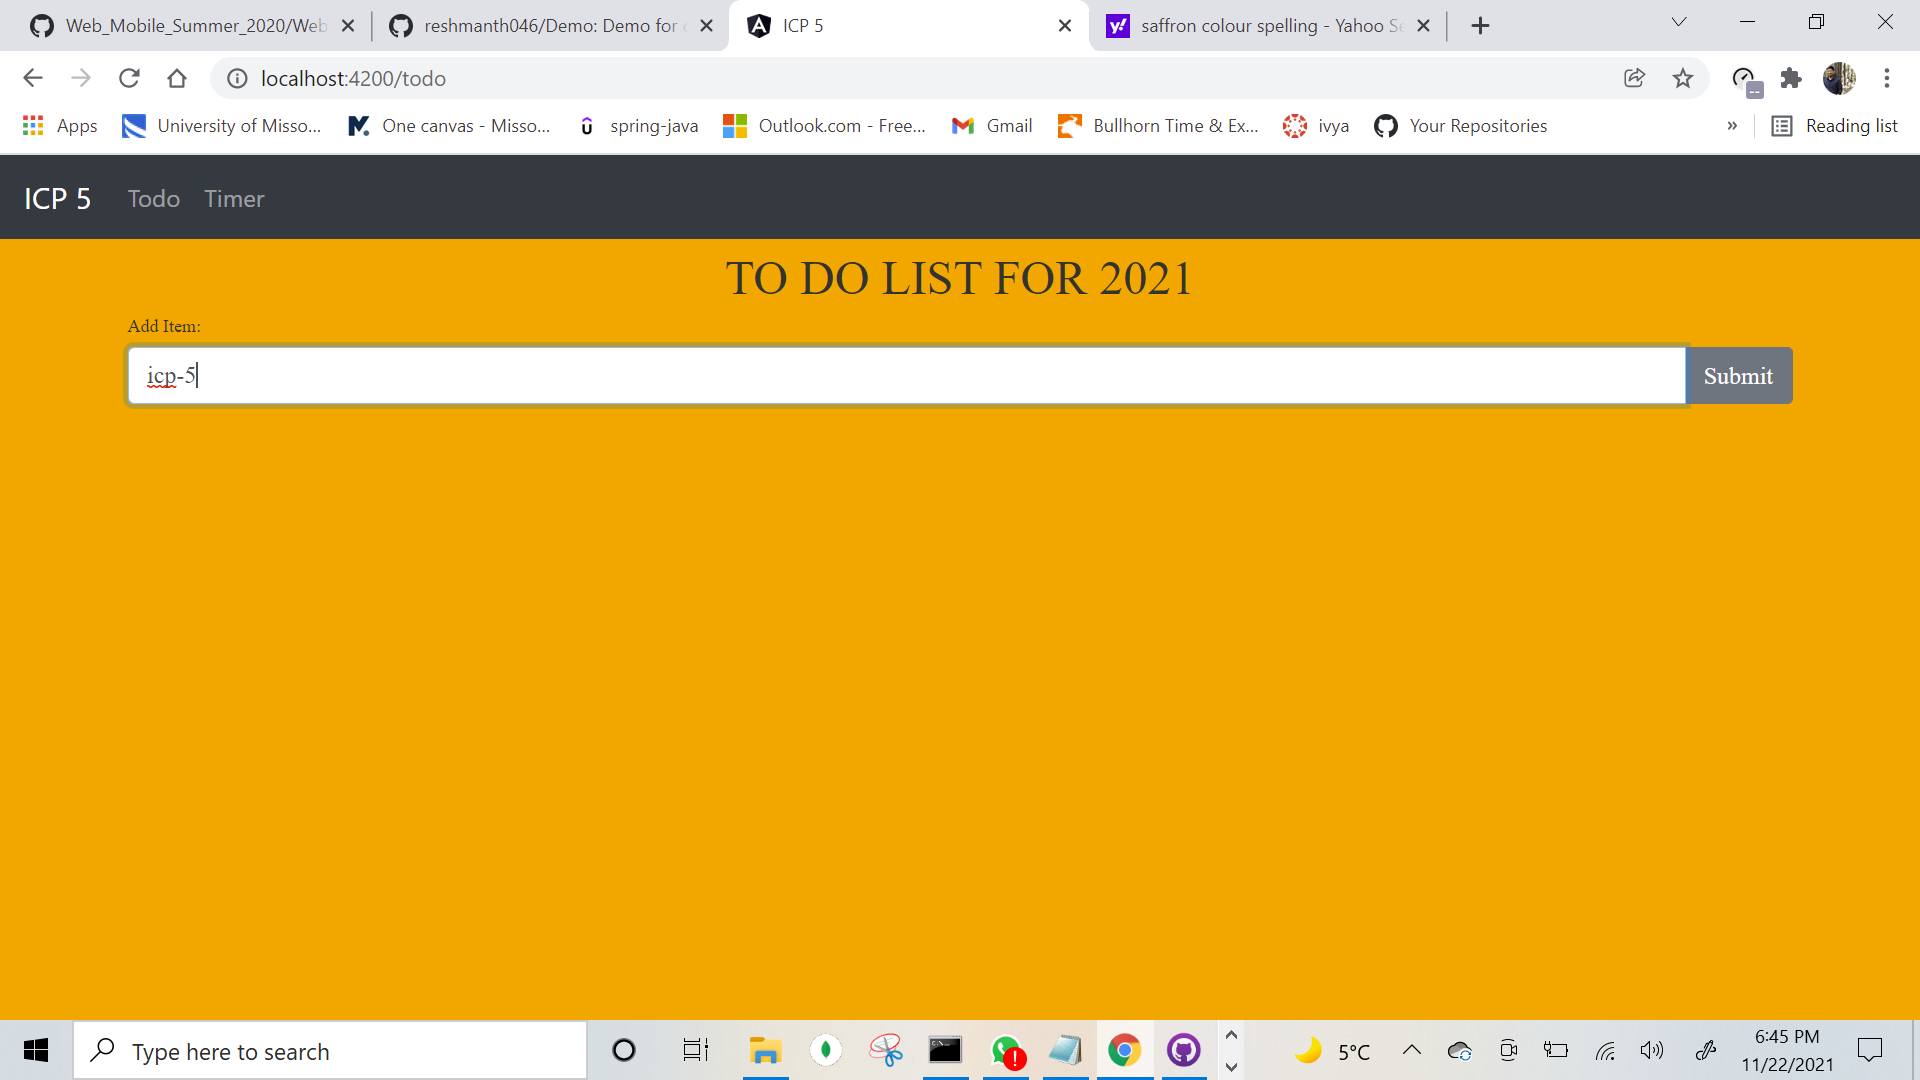 Web_Mobile_Summer_2020/Web
reshmanth046/Demo: Demo for
ICP 5
saffron colour spelling - Yahoo Se
localhost:4200/todo
Apps
University of Misso...
One canvas - Misso...
spring-java
Outlook.com - Free...
Gmail
Bullhorn Time & Ex...
ivya
Your Repositories
»
Reading list
ICP 5 Todo Timer
TO DO LIST FOR 2021
Add Item:
icp-5
Submit
Type here to search
5°C
6:45 PM
11/22/2021